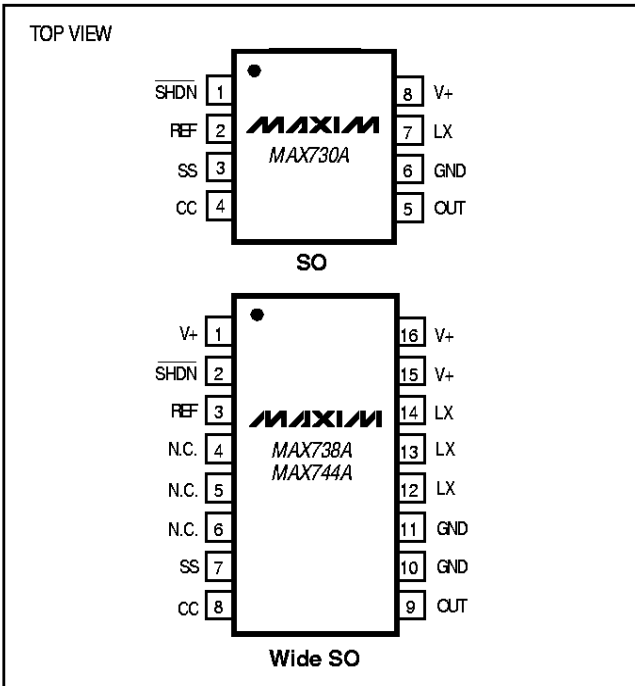 TOP VIEW
SHDN 1 8 V+
REF 2 MAXIM 7 LX
MAX730A
SS 3 6 GND
CC 4 5 OUT
SO
V+ 1 16 V+
SHDN 2 15 V+
REF 3 MAXIM 14 LX
N.C. 4 MAX738A 13 LX
MAX744A
N.C. 5 12 LX
N.C. 6 11 GND
SS 7 10 GND
CC 8 9 OUT
Wide SO